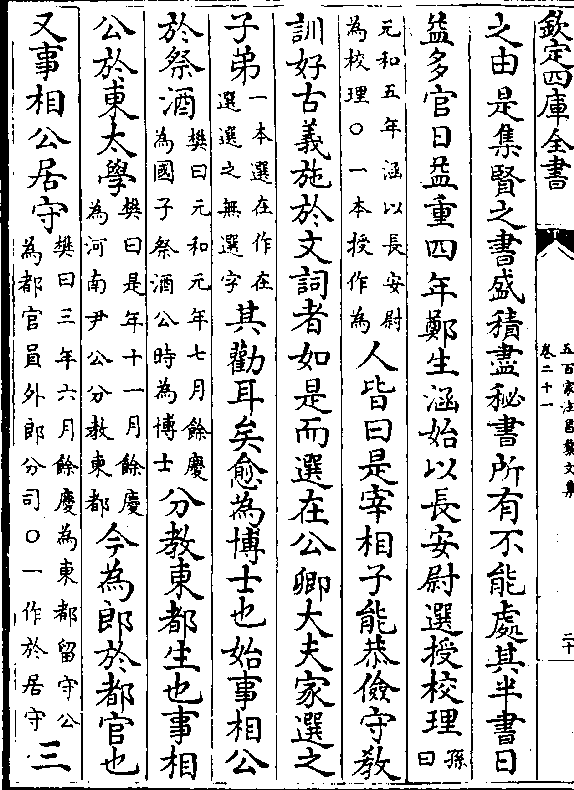 欽定四庫全書
五百家注昌黎文集
卷二十一
二十
之由是集賢之書盛積盡秘書所有不能處其半書日
益多官日益重四年鄭生涵始以長安尉選授校理孫曰
元和五年涵以長安尉
為校理○一本授作為人皆曰是宰相子能恭儉守教
訓好古義施於文詞者如是而選在公卿大夫家選之
子弟一本選在作在
選選之無選字其勸耳矣愈為博士也始事相公
於祭酒樊曰元和元年七月餘慶
為國子祭酒公時為博士分教東都生也事相
公於東太學樊曰是年十一月餘慶
為河南尹公分教東都今為郎於都官也
又事相公居守樊曰三年六月餘慶為東都留守公
為都官員外郎分司○一作於居守三